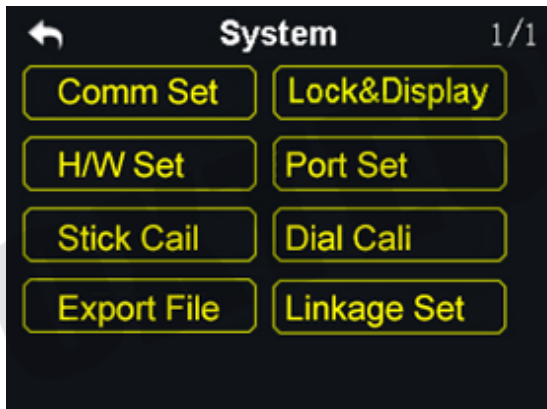 System 1/1
Comm Set Lock&Display
H/W Set Port Set
Stick Cail Dial Cali
Export File Linkage Set